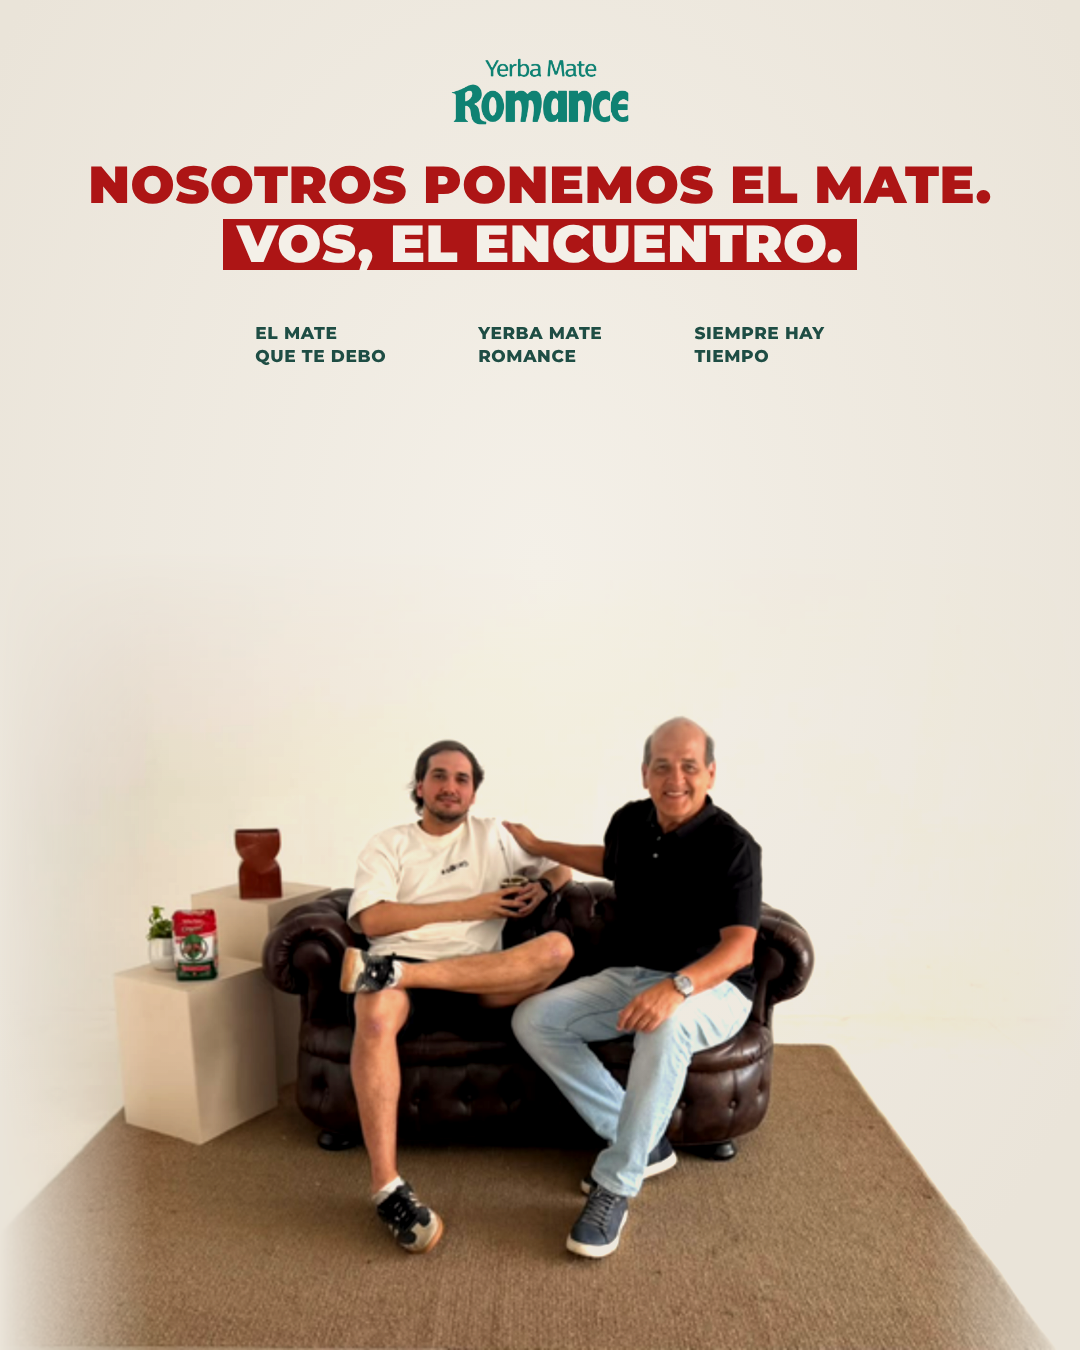 Yerba Mate
Romance
NOSOTROS PONEMOS EL MATE.
VOS, EL ENCUENTRO.
EL MATE
QUE TE DEBO
YERBA MATE
ROMANCE
SIEMPRE HAY
TIEMPO